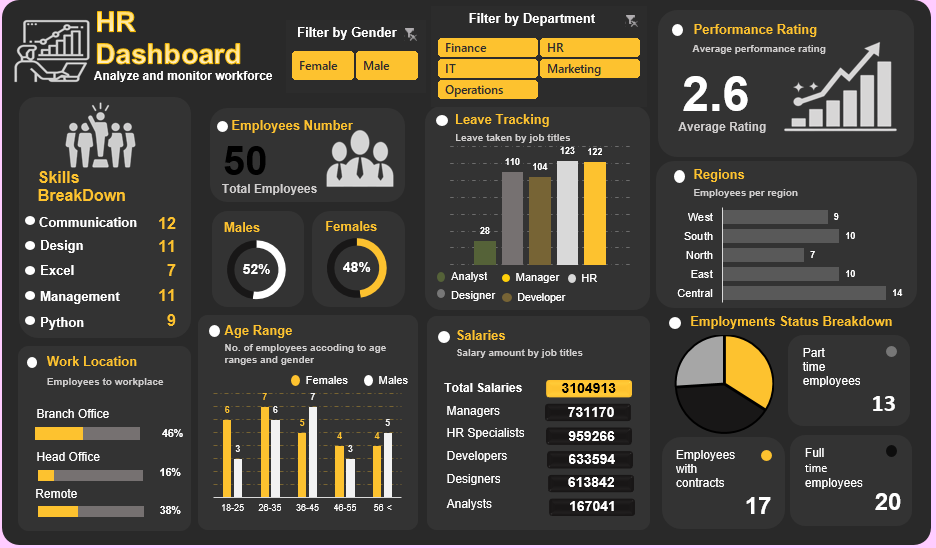 HR
Dashboard
Analyze and monitor workforce
Filter by Gender
Female
Male
Filter by Department
Finance
HR
IT
Marketing
Operations
Performance Rating
Average performance rating
2.6
Average Rating
Skills
BreakDown
Communication 12
Design 11
Excel 7
Management 11
Python 9
Employees Number
50
Total Employees
Males
52%
Females
48%
Leave Tracking
Leave taken by job titles
28
110
104
123
122
Analyst
Manager
HR
Designer
Developer
Regions
Employees per region
West 9
South 10
North 7
East 10
Central 14
Work Location
Employees to workplace
Branch Office
46%
Head Office
16%
Remote
38%
Age Range
No. of employees accoding to age
ranges and gender
Females
Males
6
3
7
6
5
7
4
3
4
5
18-25
26-35
36-45
46-55
56 <
Salaries
Salary amount by job titles
Total Salaries 3104913
Managers 731170
HR Specialists 959266
Developers 633594
Designers 613842
Analysts 167041
Employments Status Breakdown
Part
time
employees
13
Employees
with
contracts
17
Full
time
employees
20